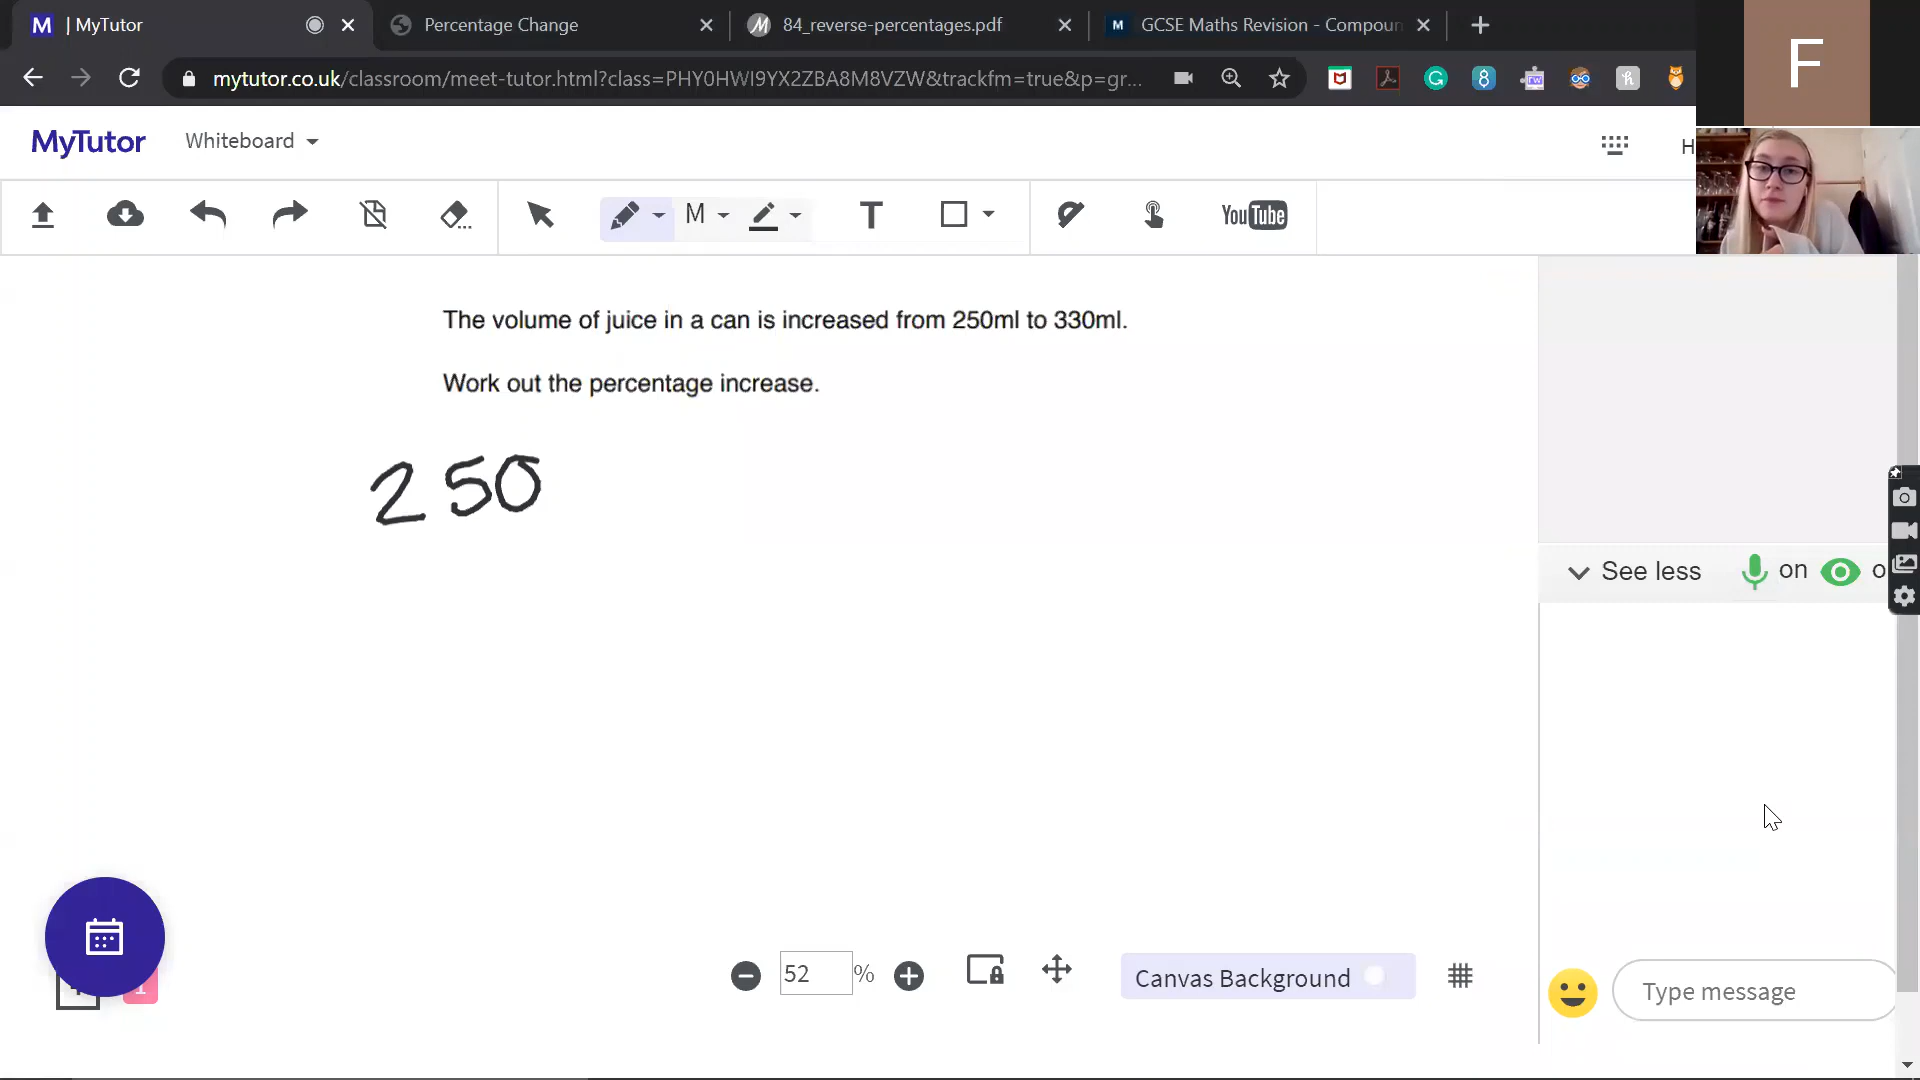 | MyTutor
Percentage Change
84_reverse-percentages.pdf
GCSE Maths Revision - Compoun
mytutor.co.uk/classroom/meet-tutor.html?class=PHY0HWI9YX2ZBA8M8VZW&trackfm=true&p=gr...
F
MyTutor
Whiteboard
H
M
T
YouTube
The volume of juice in a can is increased from 250ml to 330ml.
Work out the percentage increase.
250
See less
on
o
1
52
%
Canvas Background
Type message